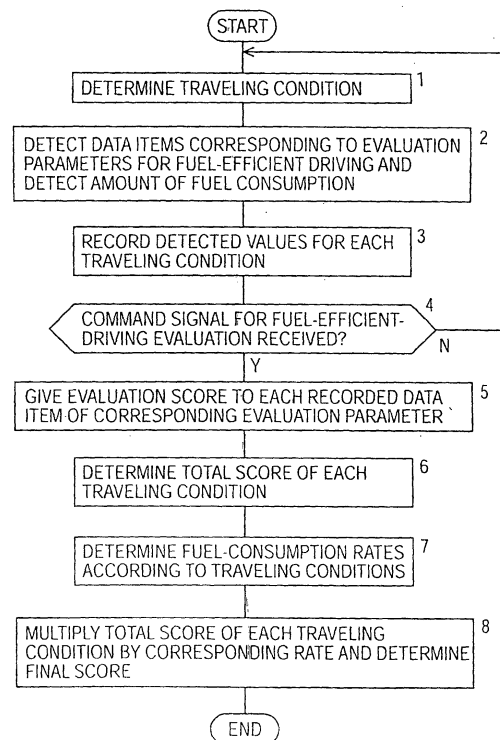 START
DETERMINE TRAVELING CONDITION
1
DETECT DATA ITEMS CORRESPONDING TO EVALUATION
PARAMETERS FOR FUEL-EFFICIENT DRIVING AND
DETECT AMOUNT OF FUEL CONSUMPTION
2
RECORD DETECTED VALUES FOR EACH
TRAVELING CONDITION
3
COMMAND SIGNAL FOR FUEL-EFFICIENT-
DRIVING EVALUATION RECEIVED?
4
N
Y
GIVE EVALUATION SCORE TO EACH RECORDED DATA
ITEM OF CORRESPONDING EVALUATION PARAMETER
5
DETERMINE TOTAL SCORE OF EACH
TRAVELING CONDITION
6
DETERMINE FUEL-CONSUMPTION RATES
ACCORDING TO TRAVELING CONDITIONS
7
MULTIPLY TOTAL SCORE OF EACH TRAVELING
CONDITION BY CORRESPONDING RATE AND DETERMINE
FINAL SCORE
8
END